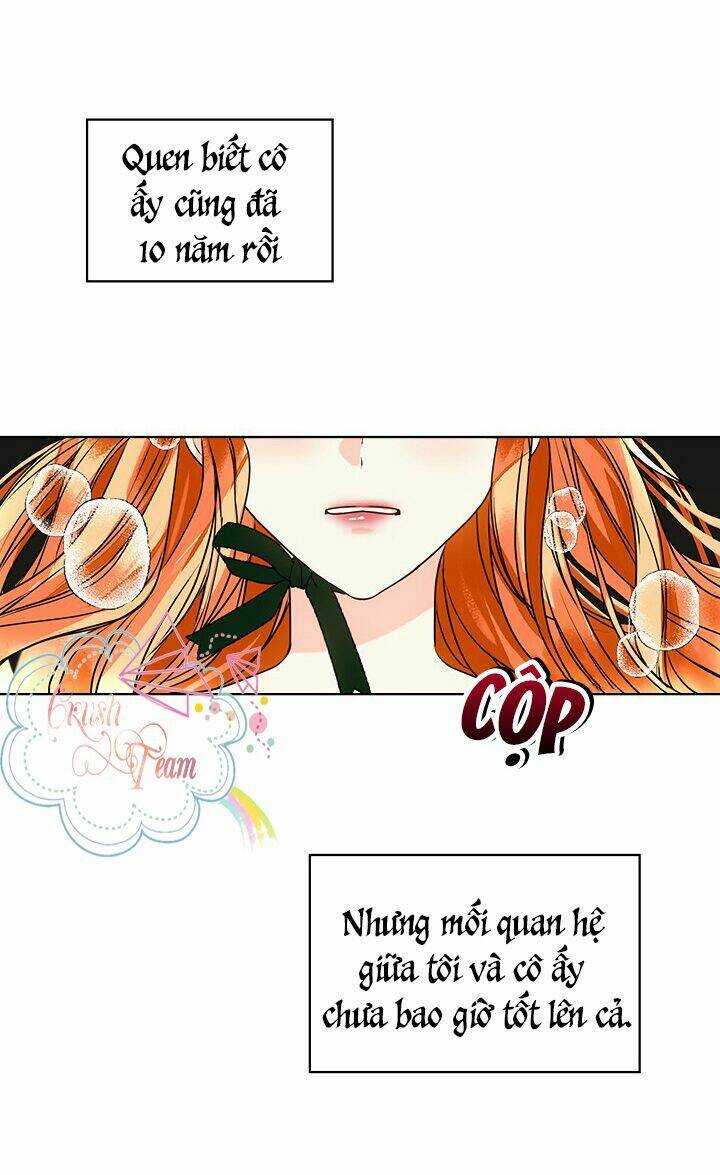 Quen biết cô
ấy cũng đã
10 năm rồi
Crush
Team
CỘP
Nhưng mối quan hệ
giữa tôi và cô ấy
chưa bao giờ tốt lên cả.